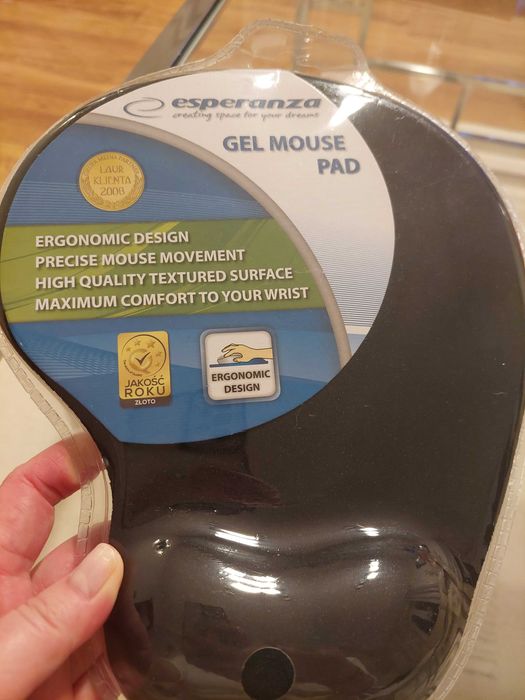 esperanza
creating space for your dreams
GEL MOUSE
PAD
LAUR
KLIENTA
2008
ERGONOMIC DESIGN
PRECISE MOUSE MOVEMENT
HIGH QUALITY TEXTURED SURFACE
MAXIMUM COMFORT TO YOUR WRIST
JAKOŚĆ
ROKU
ZŁOTO
ERGONOMIC
DESIGN